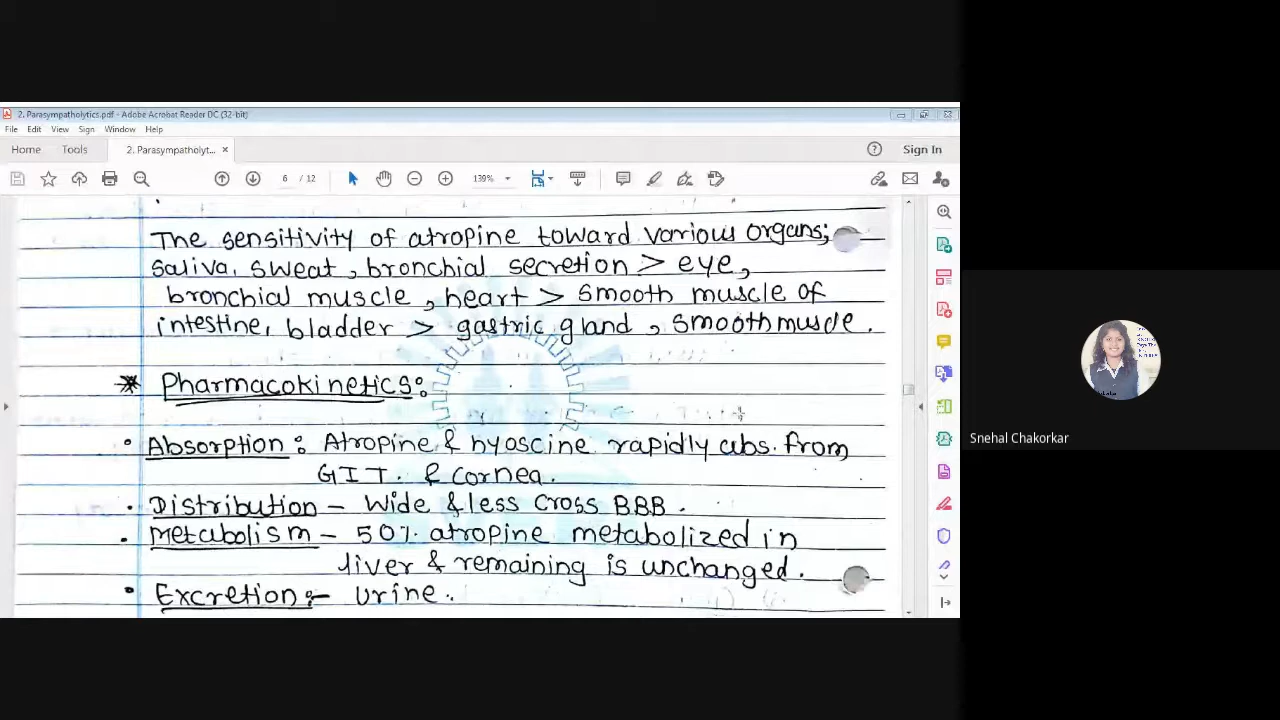 2. Parasympatholytics.pdf - Adobe Acrobat Reader DC (32-bit)
File Edit View Sign Window Help
Home Tools 2. Parasympatholyt... × Sign In
6 / 12 139%
The sensitivity of atropine toward various organs;
saliva, sweat, bronchial secretion > eye,
bronchial muscle, heart > smooth muscle of
intestine, bladder > gastric gland, smooth muscle.
* Pharmacokinetics:
• Absorption: Atropine & hyoscine rapidly abs. from
GIT. & cornea.
• Distribution - Wide & less cross BBB.
• Metabolism - 50% atropine metabolized in
liver & remaining is unchanged.
• Excretion:- Urine.
Snehal Chakorkar